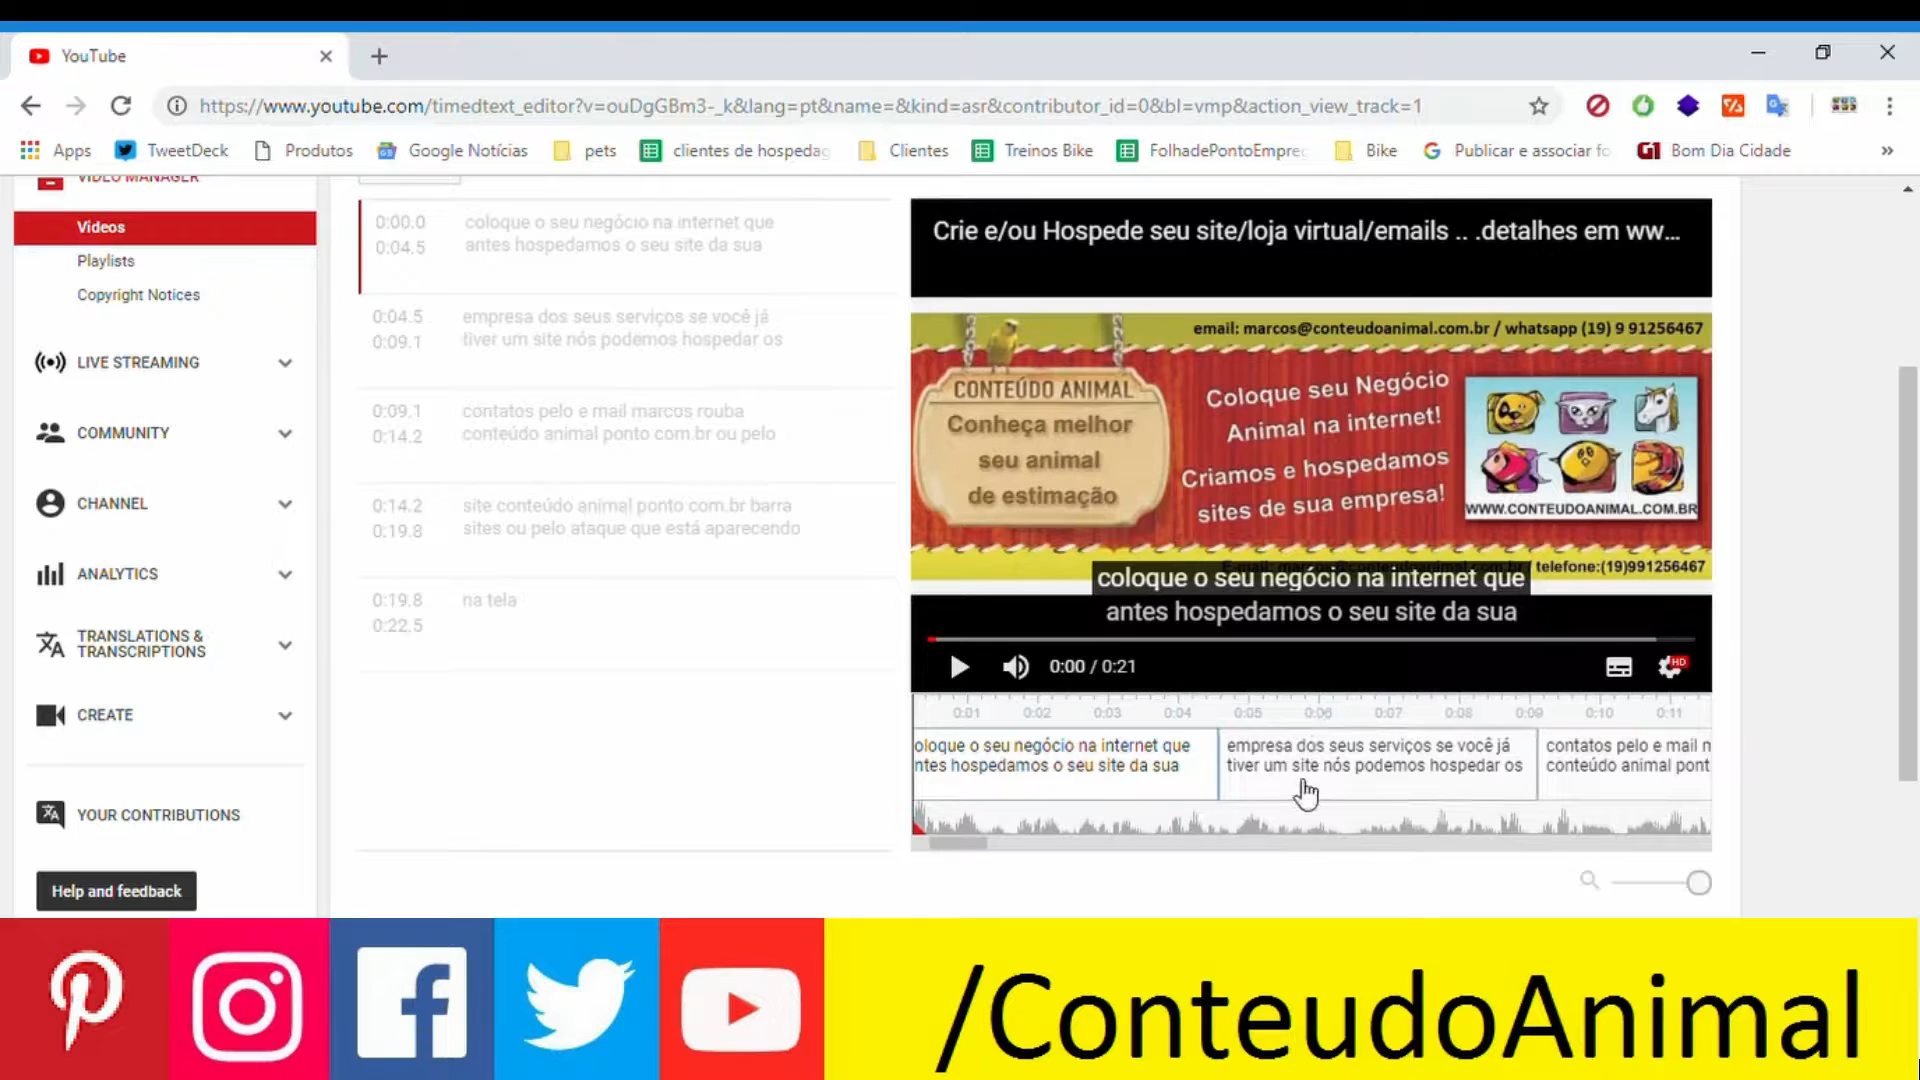 YouTube
https://www.youtube.com/timedtext_editor?v=ouDgGBm3-_k&lang=pt&name=&kind=asr&contributor_id=0&bl=vmp&action_view_track=1
Apps TweetDeck Produtos Google Notícias pets clientes de hospedag Clientes Treinos Bike FolhadePontoEmpre Bike Publicar e associar fo G1 Bom Dia Cidade »
VIDEO MANAGER
Videos
Playlists
Copyright Notices
LIVE STREAMING
COMMUNITY
CHANNEL
ANALYTICS
TRANSLATIONS &
TRANSCRIPTIONS
CREATE
YOUR CONTRIBUTIONS
Help and feedback
0:00.0 coloque o seu negócio na internet que
0:04.5 antes hospedamos o seu site da sua
0:04.5 empresa dos seus serviços se você já
0:09.1 tiver um site nós podemos hospedar os
0:09.1 contatos pelo e mail marcos rouba
0:14.2 conteúdo animal ponto com.br ou pelo
0:14.2 site conteúdo animal ponto com.br barra
0:19.8 sites ou pelo ataque que está aparecendo
0:19.8 na tela
0:22.5
Crie e/ou Hospede seu site/loja virtual/emails .. .detalhes em ww...
email: marcos@conteudoanimal.com.br / whatsapp (19) 9 91256467
CONTEÚDO ANIMAL
Conheça melhor
seu animal
de estimação
Coloque seu Negócio
Animal na internet!
Criamos e hospedamos
sites de sua empresa!
WWW.CONTEUDOANIMAL.COM.BR
E-mail: marcos@conteudoanimal.com.br / telefone:(19)991256467
coloque o seu negócio na internet que
antes hospedamos o seu site da sua
0:00 / 0:21
HD
0:01 0:02 0:03 0:04 0:05 0:06 0:07 0:08 0:09 0:10 0:11
oloque o seu negócio na internet que
ntes hospedamos o seu site da sua
empresa dos seus serviços se você já
tiver um site nós podemos hospedar os
contatos pelo e mail n
conteúdo animal pont
/ConteudoAnimal